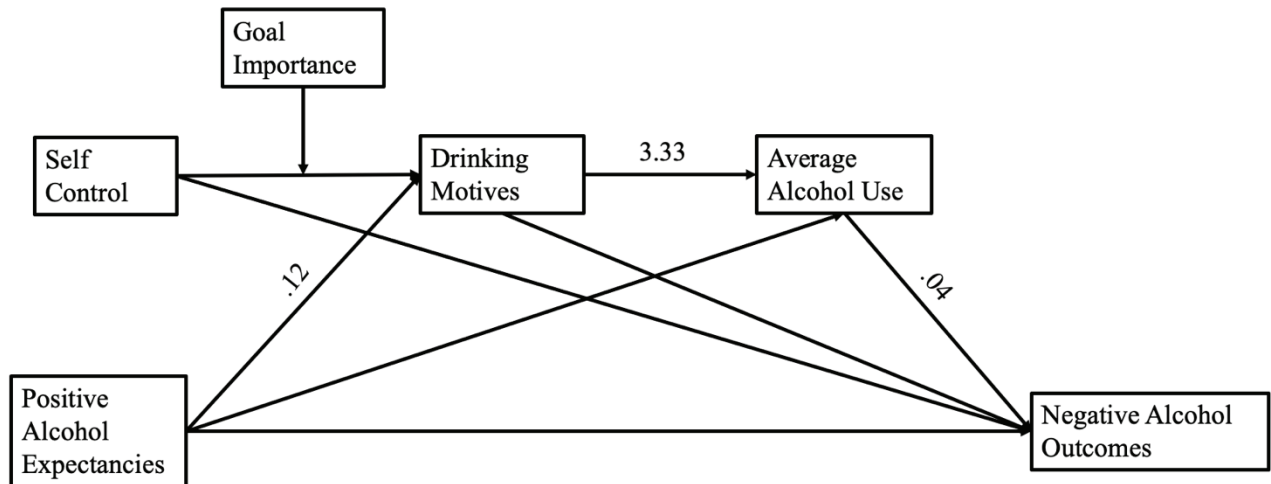 Goal
Importance
Self
Control
Drinking
Motives
3.33
Average
Alcohol Use
.12
.04
Positive
Alcohol
Expectancies
Negative Alcohol
Outcomes